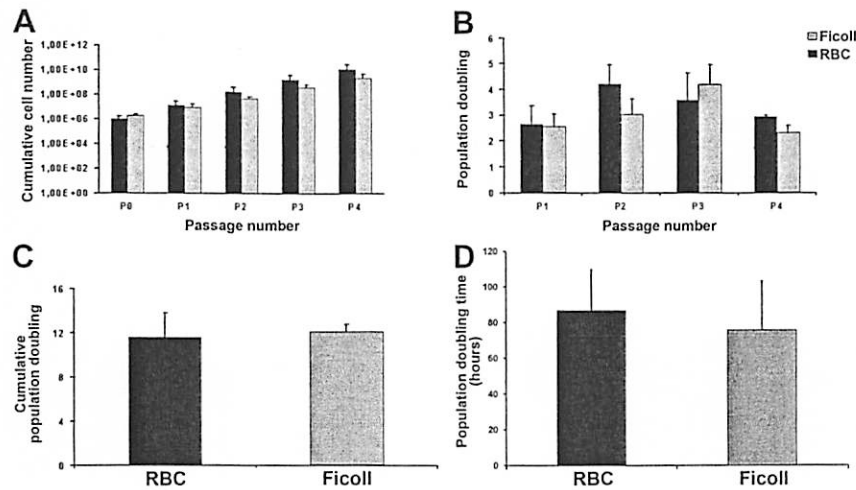 A
Cumulative cell number
1,00E +12
1,00E +10
1,00E +08
1,00E +06
1,00E +04
1,00E +02
1,00E +00
P0 P1 P2 P3 P4
Passage number
B
Population doubling
6
5
4
3
2
1
0
P1 P2 P3 P4
Passage number
Ficoll
RBC
C
Cumulative
population doubling
16
12
8
4
0
RBC Ficoll
D
Population doubling time
(hours)
120
100
80
60
40
20
0
RBC Ficoll